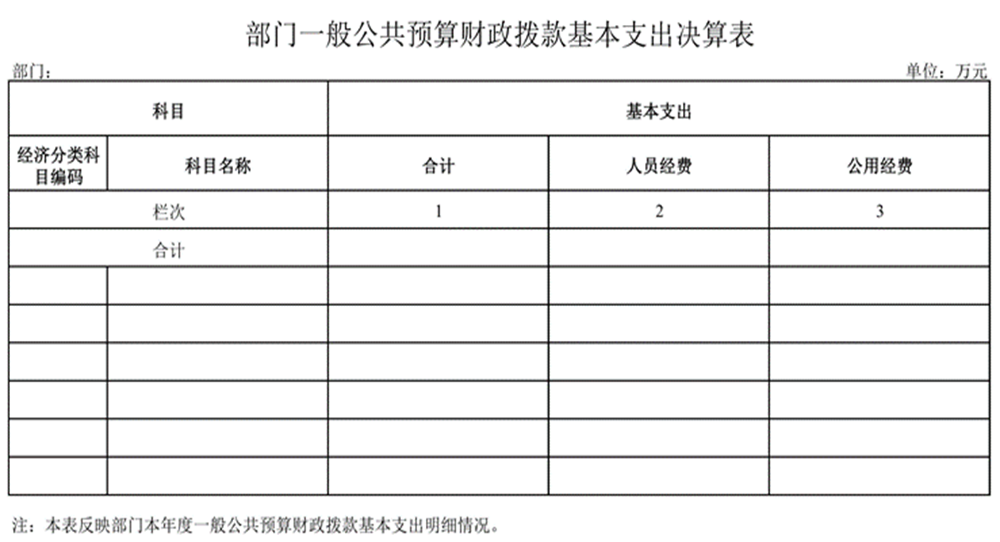 部门一般公共预算财政拨款基本支出决算表
部门：
单位：万元
科目
基本支出
经济分类科
目编码
科目名称
合计
人员经费
公用经费
栏次
1
2
3
合计
注：本表反映部门本年度一般公共预算财政拨款基本支出明细情况。